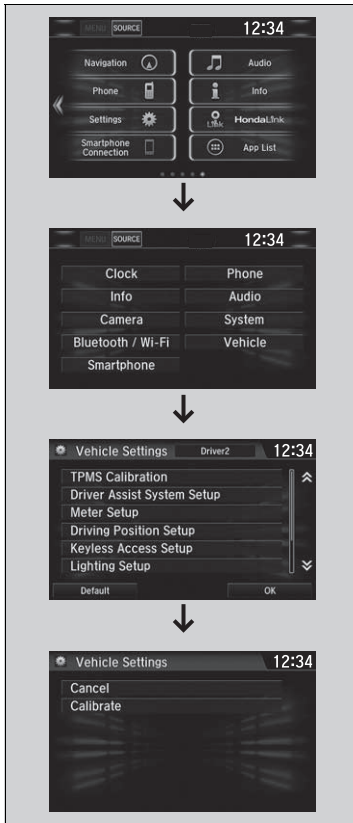 MENU SOURCE 12:34
Navigation Audio
Phone Info
Settings Link HondaLink
Smartphone
Connection App List
MENU SOURCE 12:34
Clock Phone
Info Audio
Camera System
Bluetooth / Wi-Fi Vehicle
Smartphone
Vehicle Settings Driver2 12:34
TPMS Calibration
Driver Assist System Setup
Meter Setup
Driving Position Setup
Keyless Access Setup
Lighting Setup
Default OK
Vehicle Settings 12:34
Cancel
Calibrate